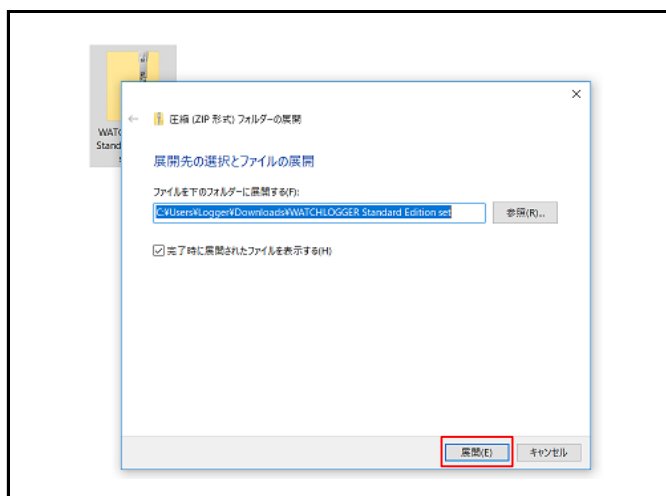 WATC
Stand
s
圧縮 (ZIP 形式) フォルダーの展開
展開先の選択とファイルの展開
ファイルを下のフォルダーに展開する(F):
C:¥Users¥Logger¥Downloads¥WATCHLOGGER Standard Edition set
参照(R)...
完了時に展開されたファイルを表示する(H)
展開(E)
キャンセル